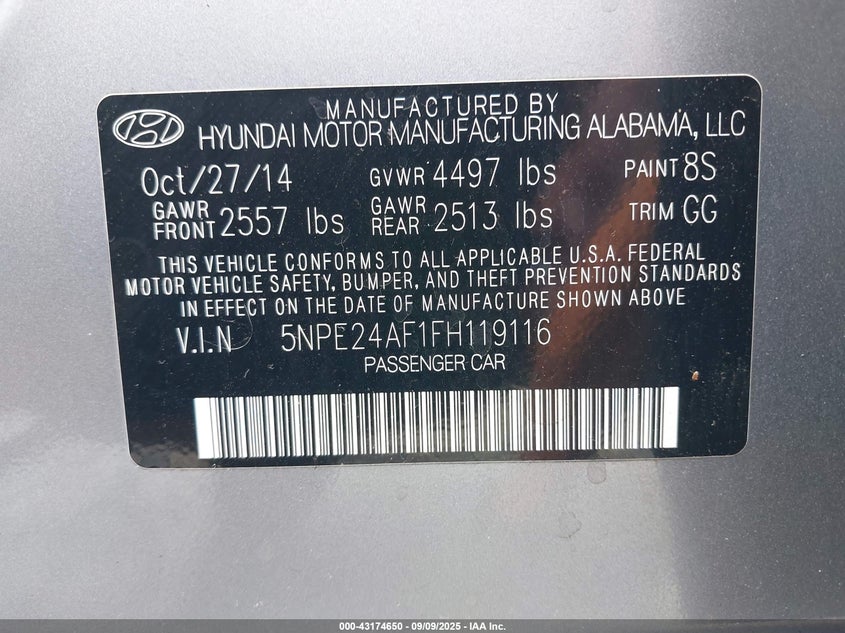 MANUFACTURED BY
HYUNDAI MOTOR MANUFACTURING ALABAMA, LLC
Oct/27/14 GVWR 4497 lbs PAINT 8S
GAWR FRONT 2557 lbs GAWR REAR 2513 lbs TRIM GG
THIS VEHICLE CONFORMS TO ALL APPLICABLE U.S.A. FEDERAL
MOTOR VEHICLE SAFETY, BUMPER, AND THEFT PREVENTION STANDARDS
IN EFFECT ON THE DATE OF MANUFACTURE SHOWN ABOVE
V.I.N 5NPE24AF1FH119116
PASSENGER CAR
000-43174650 - 09/09/2025 - IAA Inc.